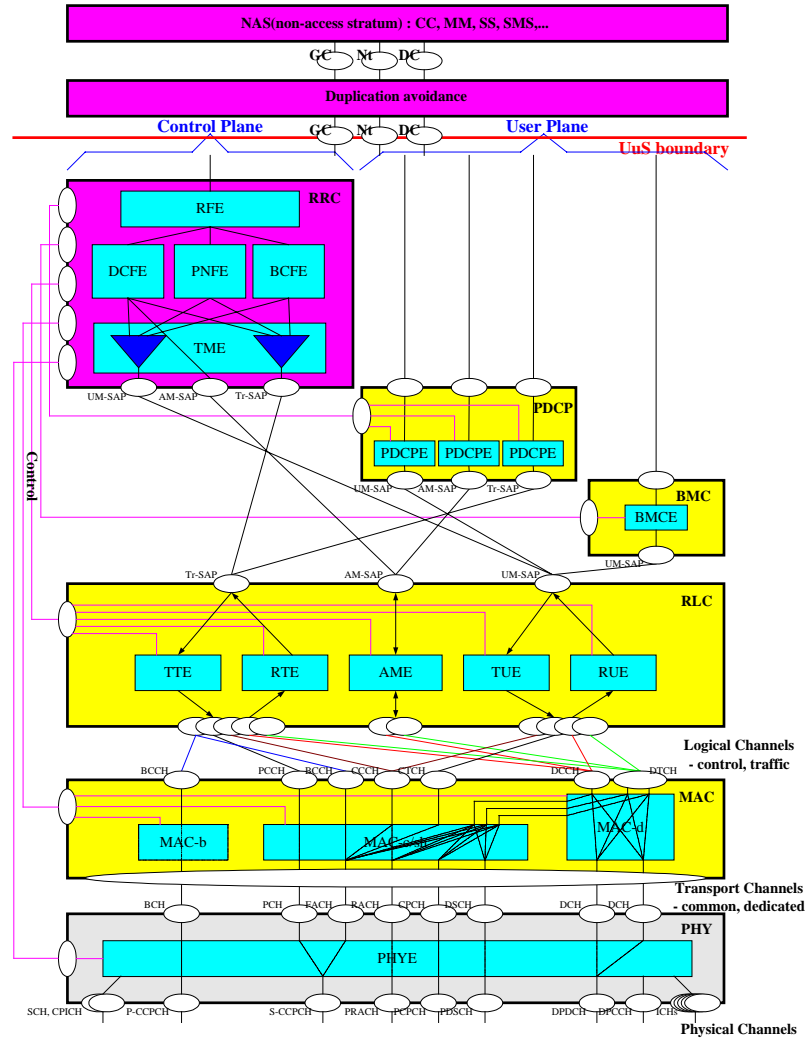 NAS(non-access stratum) : CC, MM, SS, SMS,...
GC Nt DC
Duplication avoidance
Control Plane User Plane
GC Nt DC
UuS boundary
RRC
RFE
DCFE PNFE BCFE
TME
UM-SAP AM-SAP Tr-SAP
PDCP
PDCPE PDCPE PDCPE
UM-SAP AM-SAP Tr-SAP
Control
BMC
BMCE
UM-SAP
Tr-SAP AM-SAP UM-SAP
RLC
TTE RTE AME TUE RUE
Logical Channels
- control, traffic
BCCH PCCH BCCH CCCH CTCH DCCH DTCH
MAC
MAC-b MAC-c/sh MAC-d
Transport Channels
- common, dedicated
BCH PCH FACH RACH CPCH DSCH DCH DCH
PHY
PHYE
SCH, CPICH P-CCPCH S-CCPCH PRACH PCPCH PDSCH DPDCH DPCCH ICHs
Physical Channels